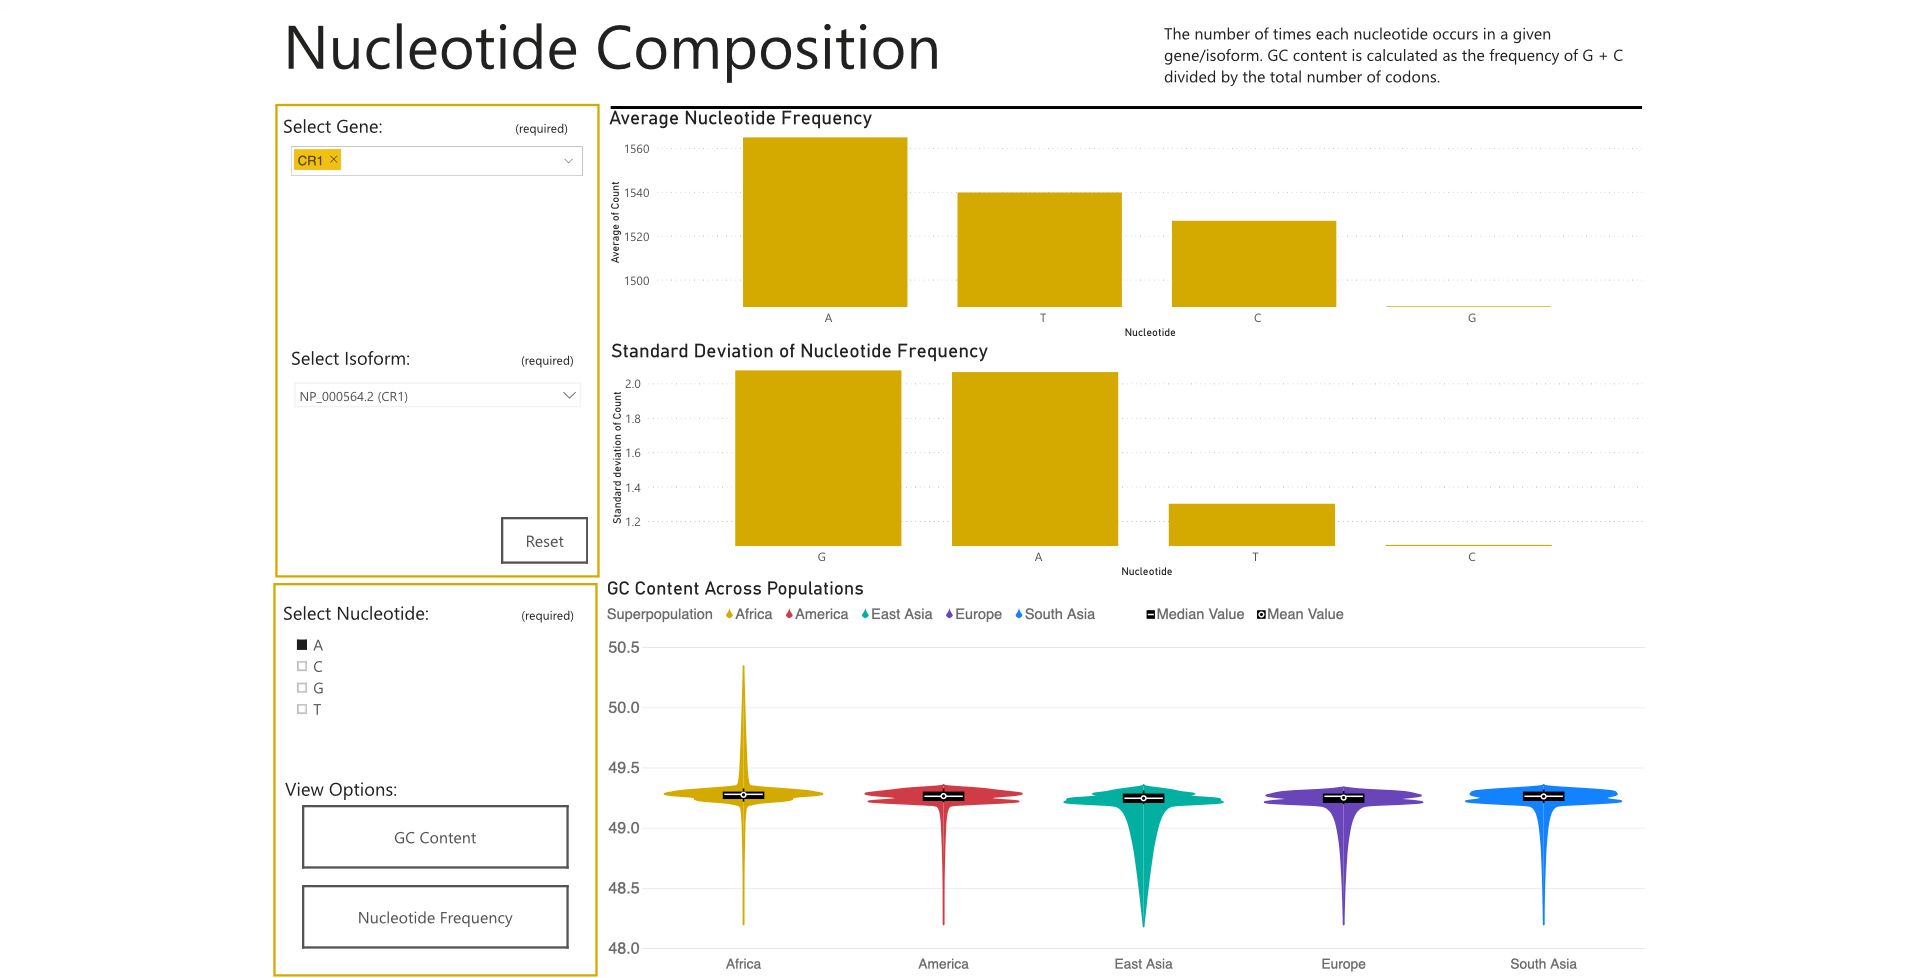 Nucleotide Composition
The number of times each nucleotide occurs in a given
gene/isoform. GC content is calculated as the frequency of G + C
divided by the total number of codons.
Select Gene:
(required)
CR1 ×
Select Isoform:
(required)
NP_000564.2 (CR1)
Reset
Select Nucleotide:
(required)
A
C
G
T
View Options:
GC Content
Nucleotide Frequency
Average Nucleotide Frequency
Average of Count
1560
1540
1520
1500
A T C G
Nucleotide
Standard Deviation of Nucleotide Frequency
Standard deviation of Count
2.0
1.8
1.6
1.4
1.2
G A T C
Nucleotide
GC Content Across Populations
Superpopulation Africa America East Asia Europe South Asia Median Value Mean Value
50.5
50.0
49.5
49.0
48.5
48.0
Africa America East Asia Europe South Asia